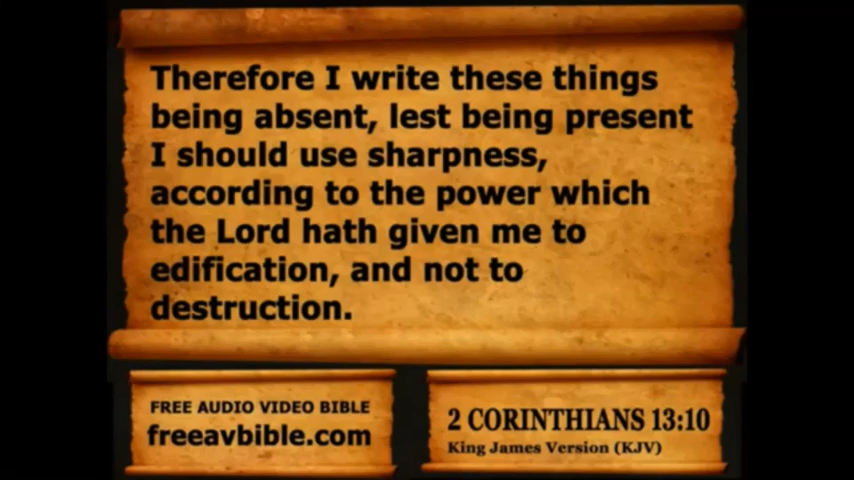 Therefore I write these things
being absent, lest being present
I should use sharpness,
according to the power which
the Lord hath given me to
edification, and not to
destruction.
FREE AUDIO VIDEO BIBLE
freeavbible.com
2 CORINTHIANS 13:10
King James Version (KJV)